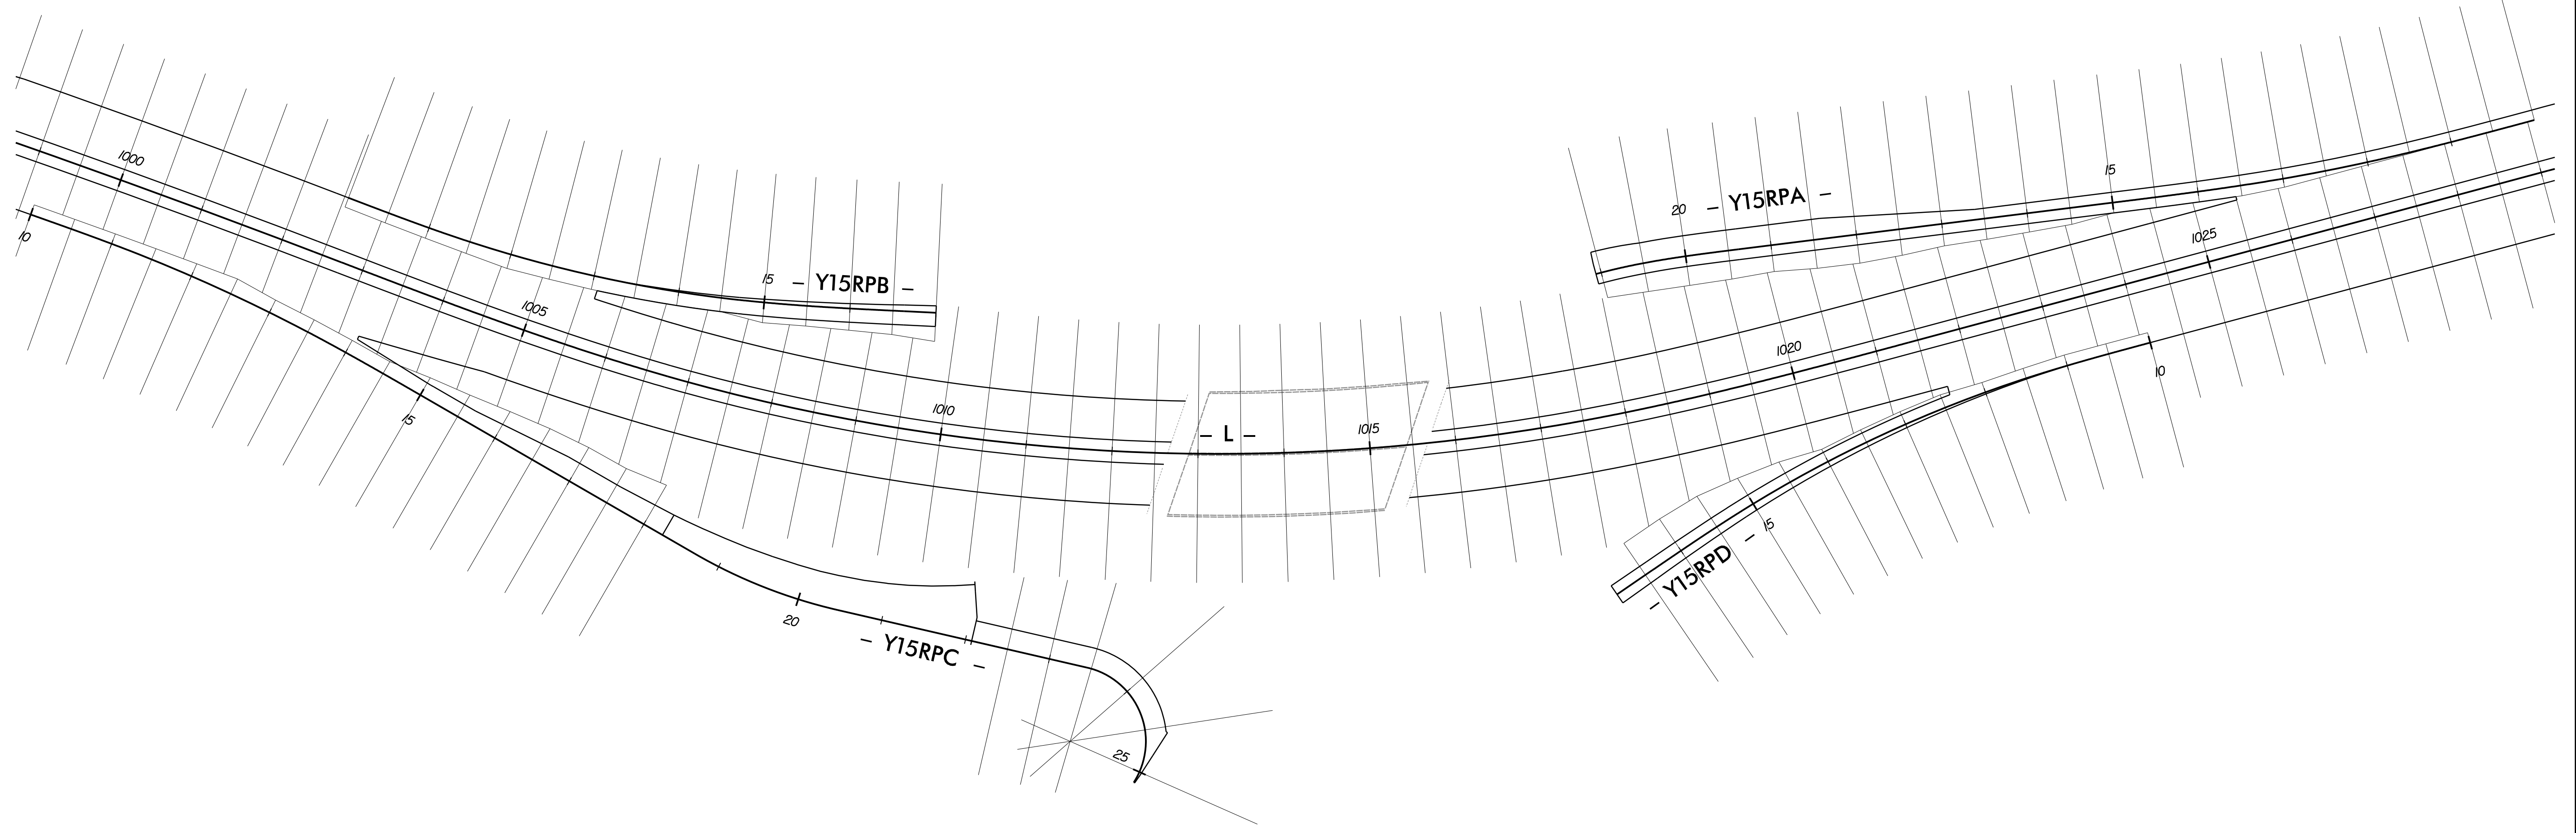 1000
10
1005
15
– Y15RPB –
15
1010
– L –
1015
20 – Y15RPA –
15
1020
1025
10
15
– Y15RPD –
20
– Y15RPC –
25